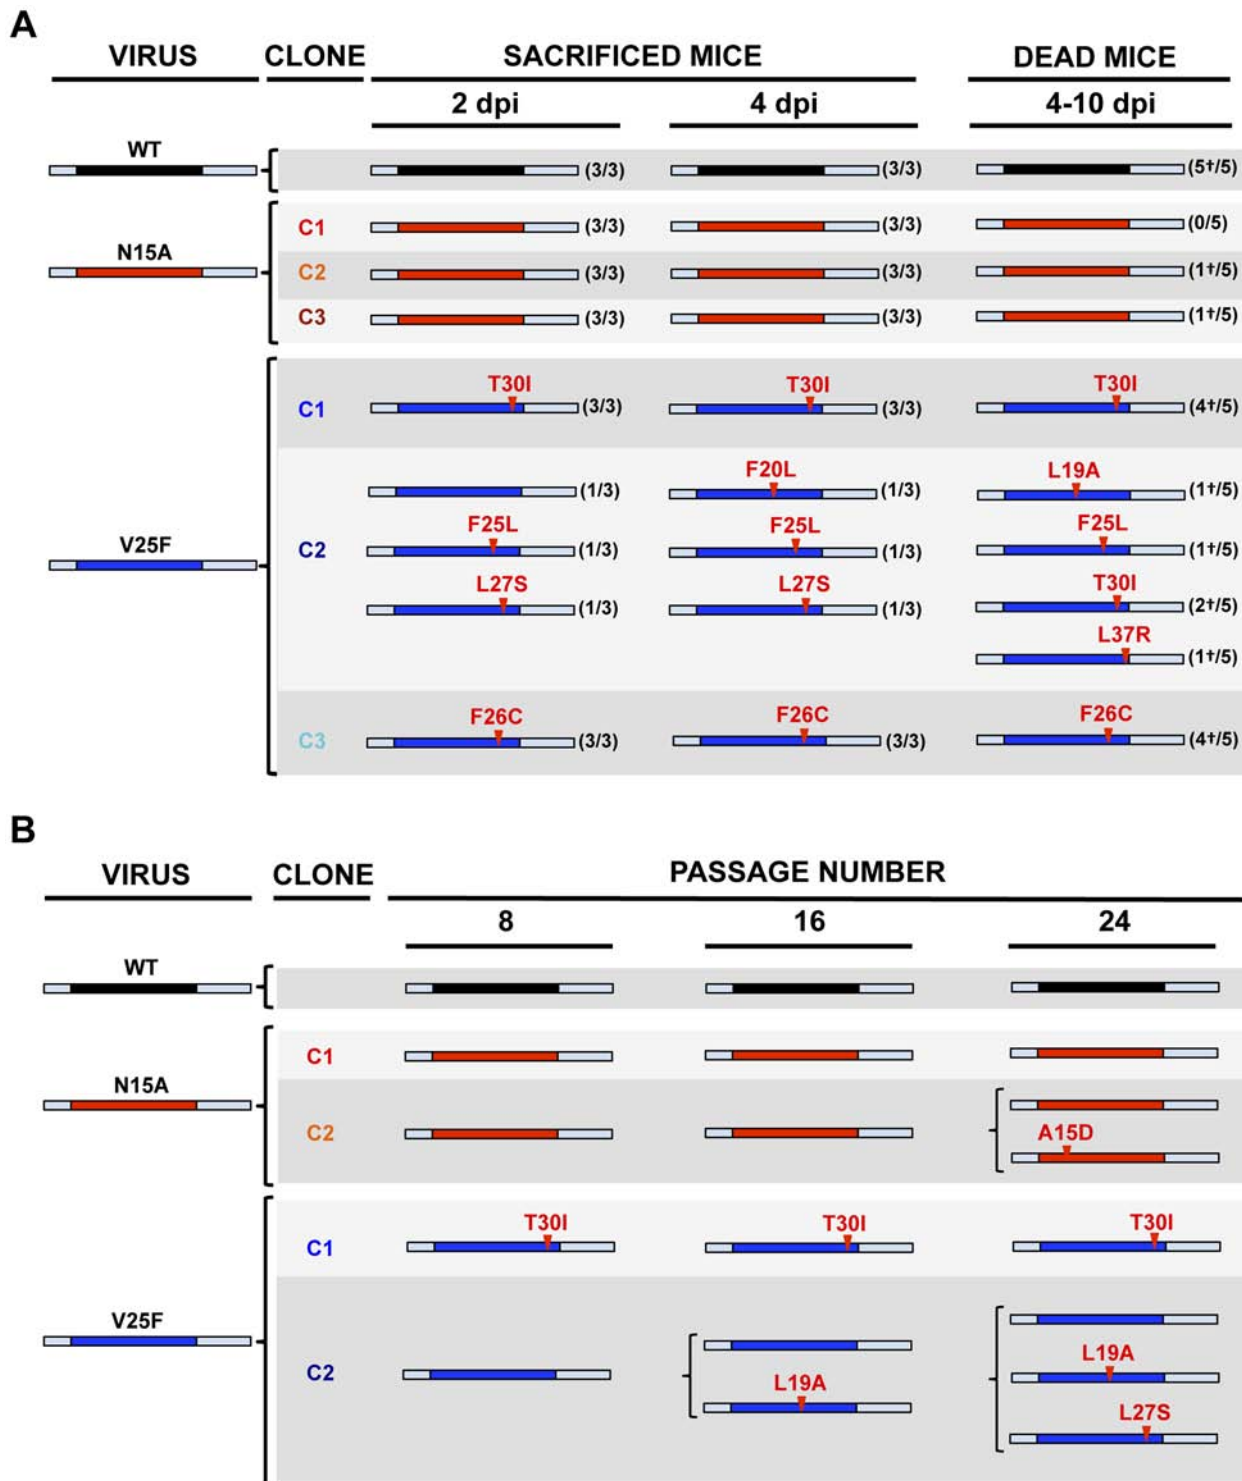 A
VIRUS CLONE SACRIFICED MICE DEAD MICE
2 dpi 4 dpi 4-10 dpi
WT (3/3) (3/3) (5†/5)
C1 (3/3) (3/3) (0/5)
N15A C2 (3/3) (3/3) (1†/5)
C3 (3/3) (3/3) (1†/5)
T30I T30I T30I
C1 (3/3) (3/3) (4†/5)
F20L L19A
(1/3) (1/3) (1†/5)
F25L F25L F25L
V25F C2 (1/3) (1/3) (1†/5)
L27S L27S T30I
(1/3) (1/3) (2†/5)
L37R
(1†/5)
F26C F26C F26C
C3 (3/3) (3/3) (4†/5)
B
VIRUS CLONE PASSAGE NUMBER
8 16 24
WT
C1
N15A
C2 A15D
T30I T30I T30I
C1
V25F
C2 L19A L19A
L27S